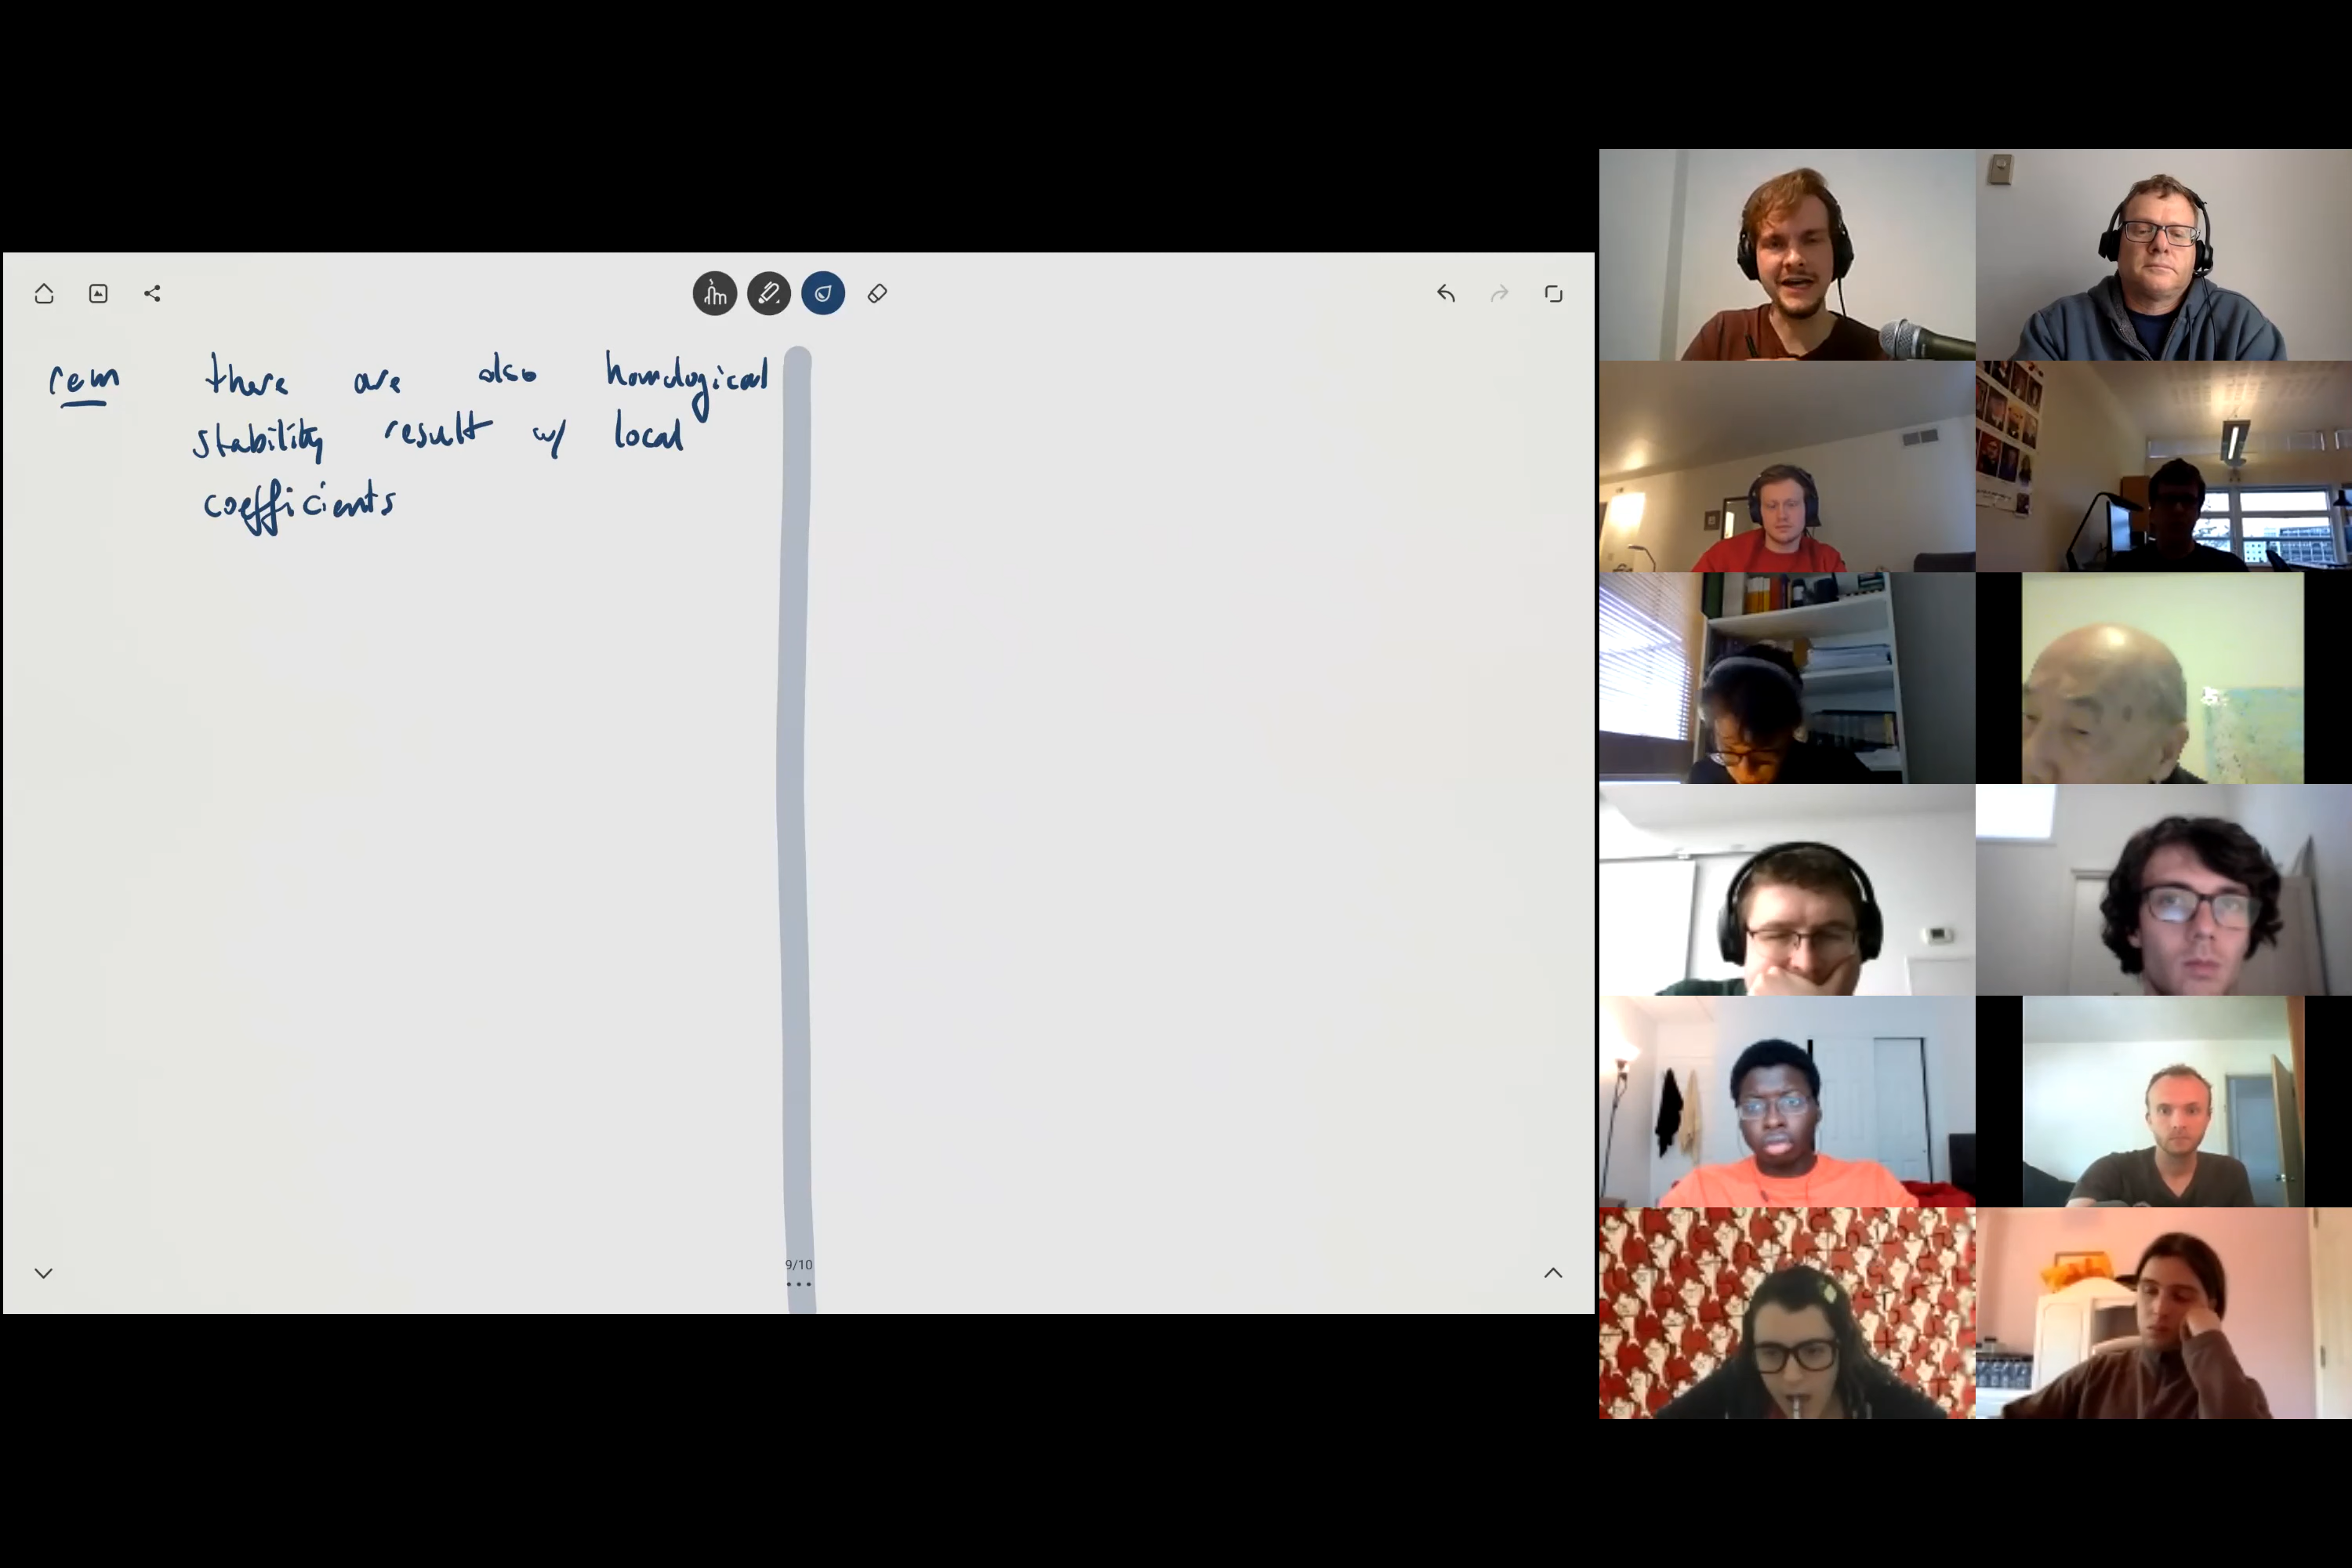 rem there are also homological
stability result w/ local
coefficients
9/10